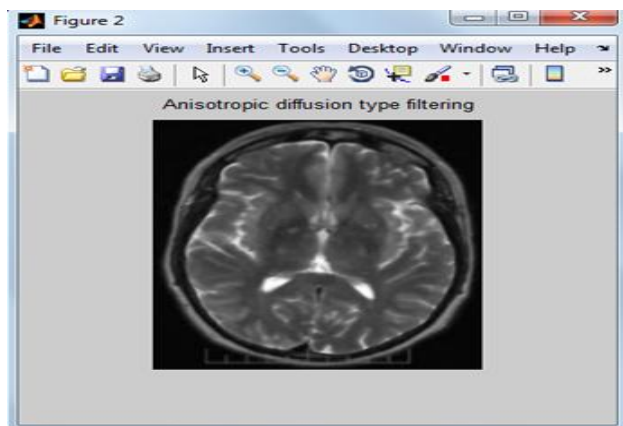 Figure 2
File Edit View Insert Tools Desktop Window Help
Anisotropic diffusion type filtering